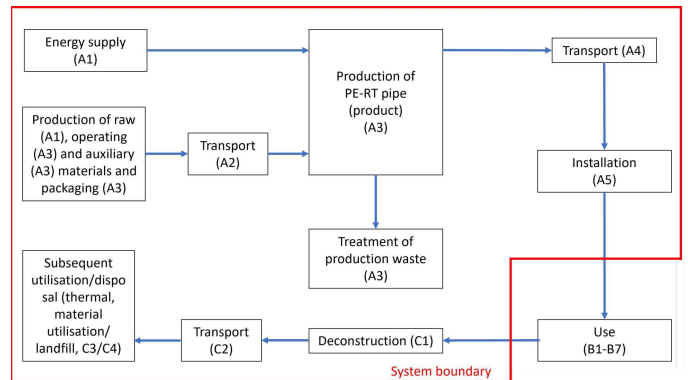 Energy supply
(A1)
Production of
PE-RT pipe
(product)
(A3)
Transport (A4)
Production of raw
(A1), operating
(A3) and auxiliary
(A3) materials and
packaging (A3)
Transport
(A2)
Installation
(A5)
Treatment of
production waste
(A3)
Subsequent
utilisation/dispo
sal (thermal,
material
utilisation/
landfill, C3/C4)
Transport
(C2)
Deconstruction (C1)
Use
(B1-B7)
System boundary